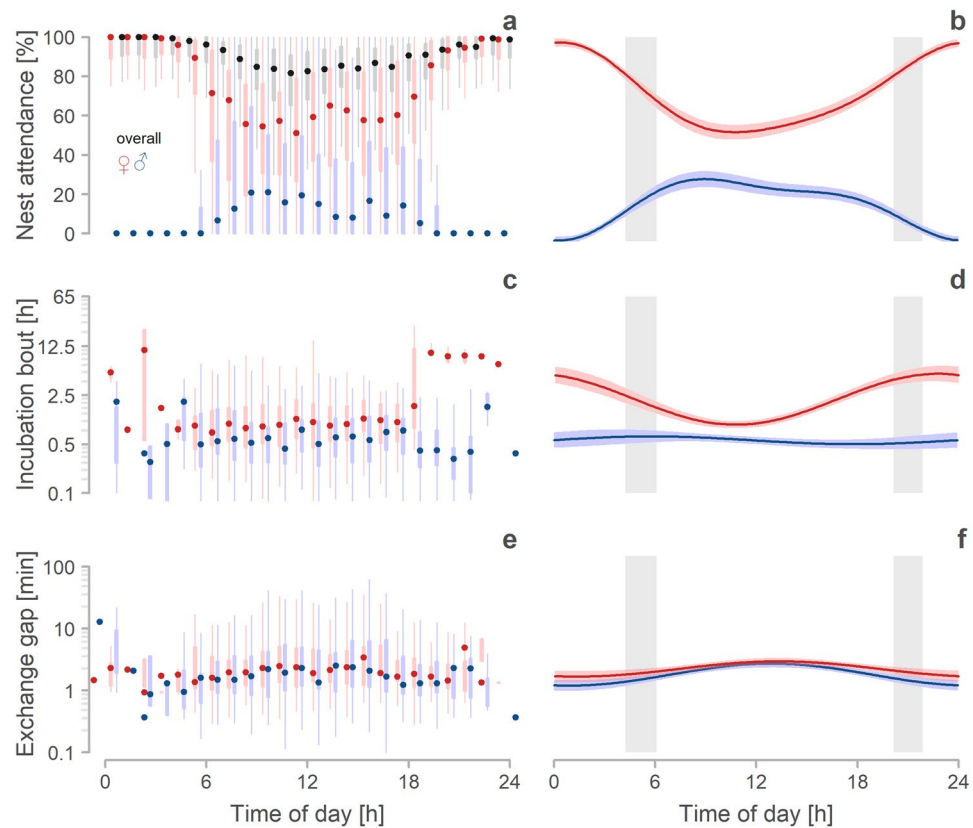 a
b
Nest attendance [%]
100
80
60
40
20
0
overall
♀♂
c
d
Incubation bout [h]
65
12.5
2.5
0.5
0.1
e
f
Exchange gap [min]
100
10
1
0.1
0 6 12 18 24
0 6 12 18 24
Time of day [h]
Time of day [h]